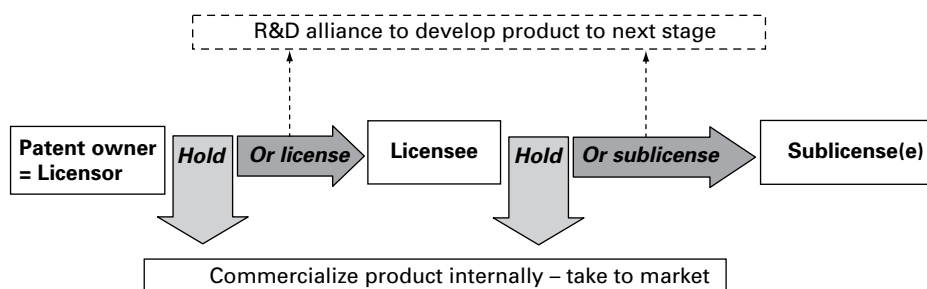 R&D alliance to develop product to next stage
Patent owner
= Licensor
Hold
Or license
Licensee
Hold
Or sublicense
Sublicense(e)
Commercialize product internally – take to market